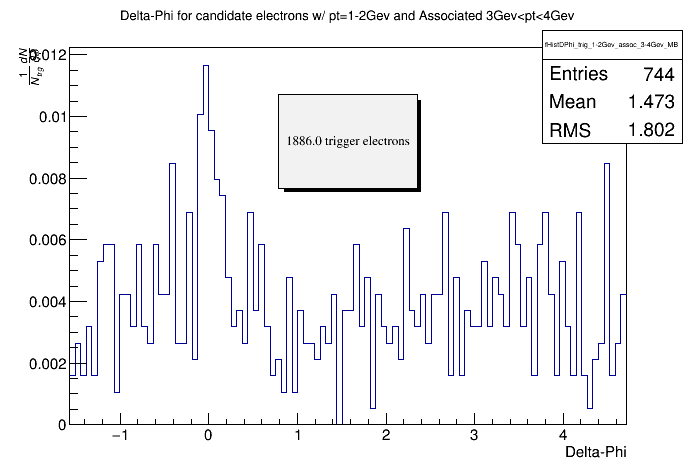 Delta-Phi for candidate electrons w/ pt=1-2Gev and Associated 3Gev<pt<4Gev
fHistDPhi_trig_1-2Gev_assoc_3-4Gev_MB
Entries 744
Mean 1.473
RMS 1.802
1886.0 trigger electrons
0.012
0.01
0.008
0.006
0.004
0.002
0
−1 0 1 2 3 4
Delta-Phi